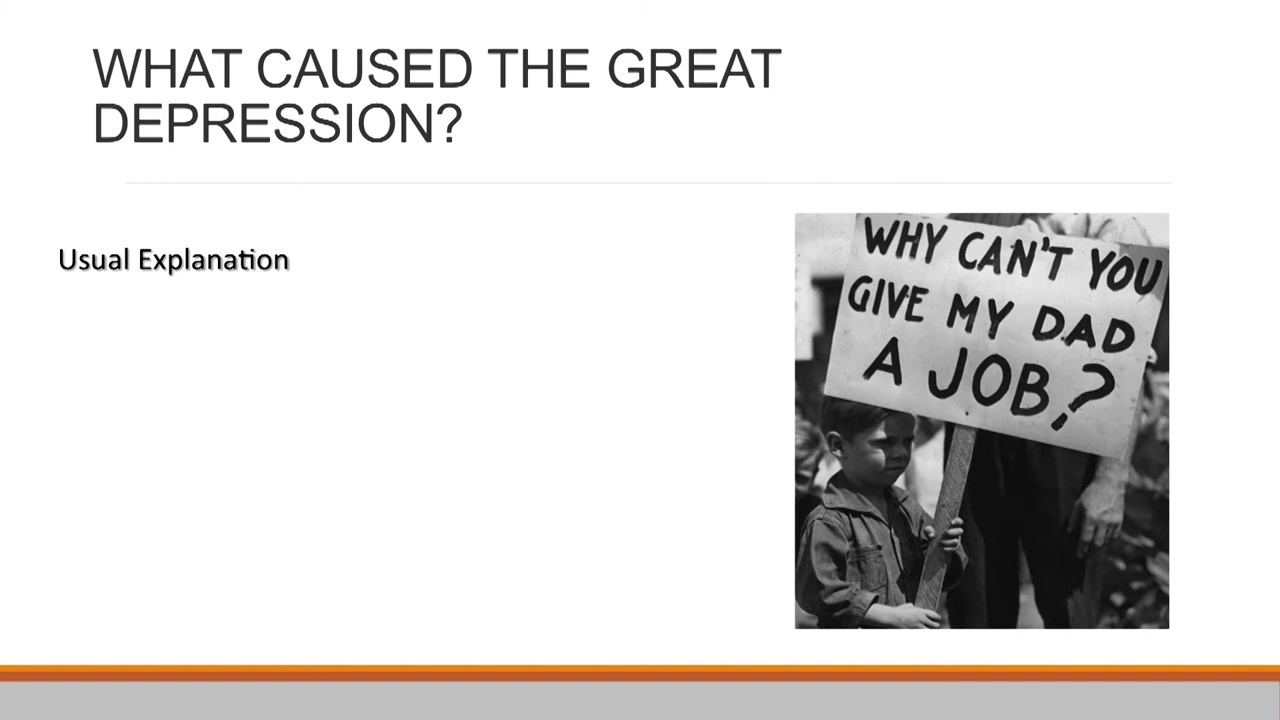 WHAT CAUSED THE GREAT
DEPRESSION?
Usual Explanation
WHY CAN'T YOU
GIVE MY DAD
A JOB?